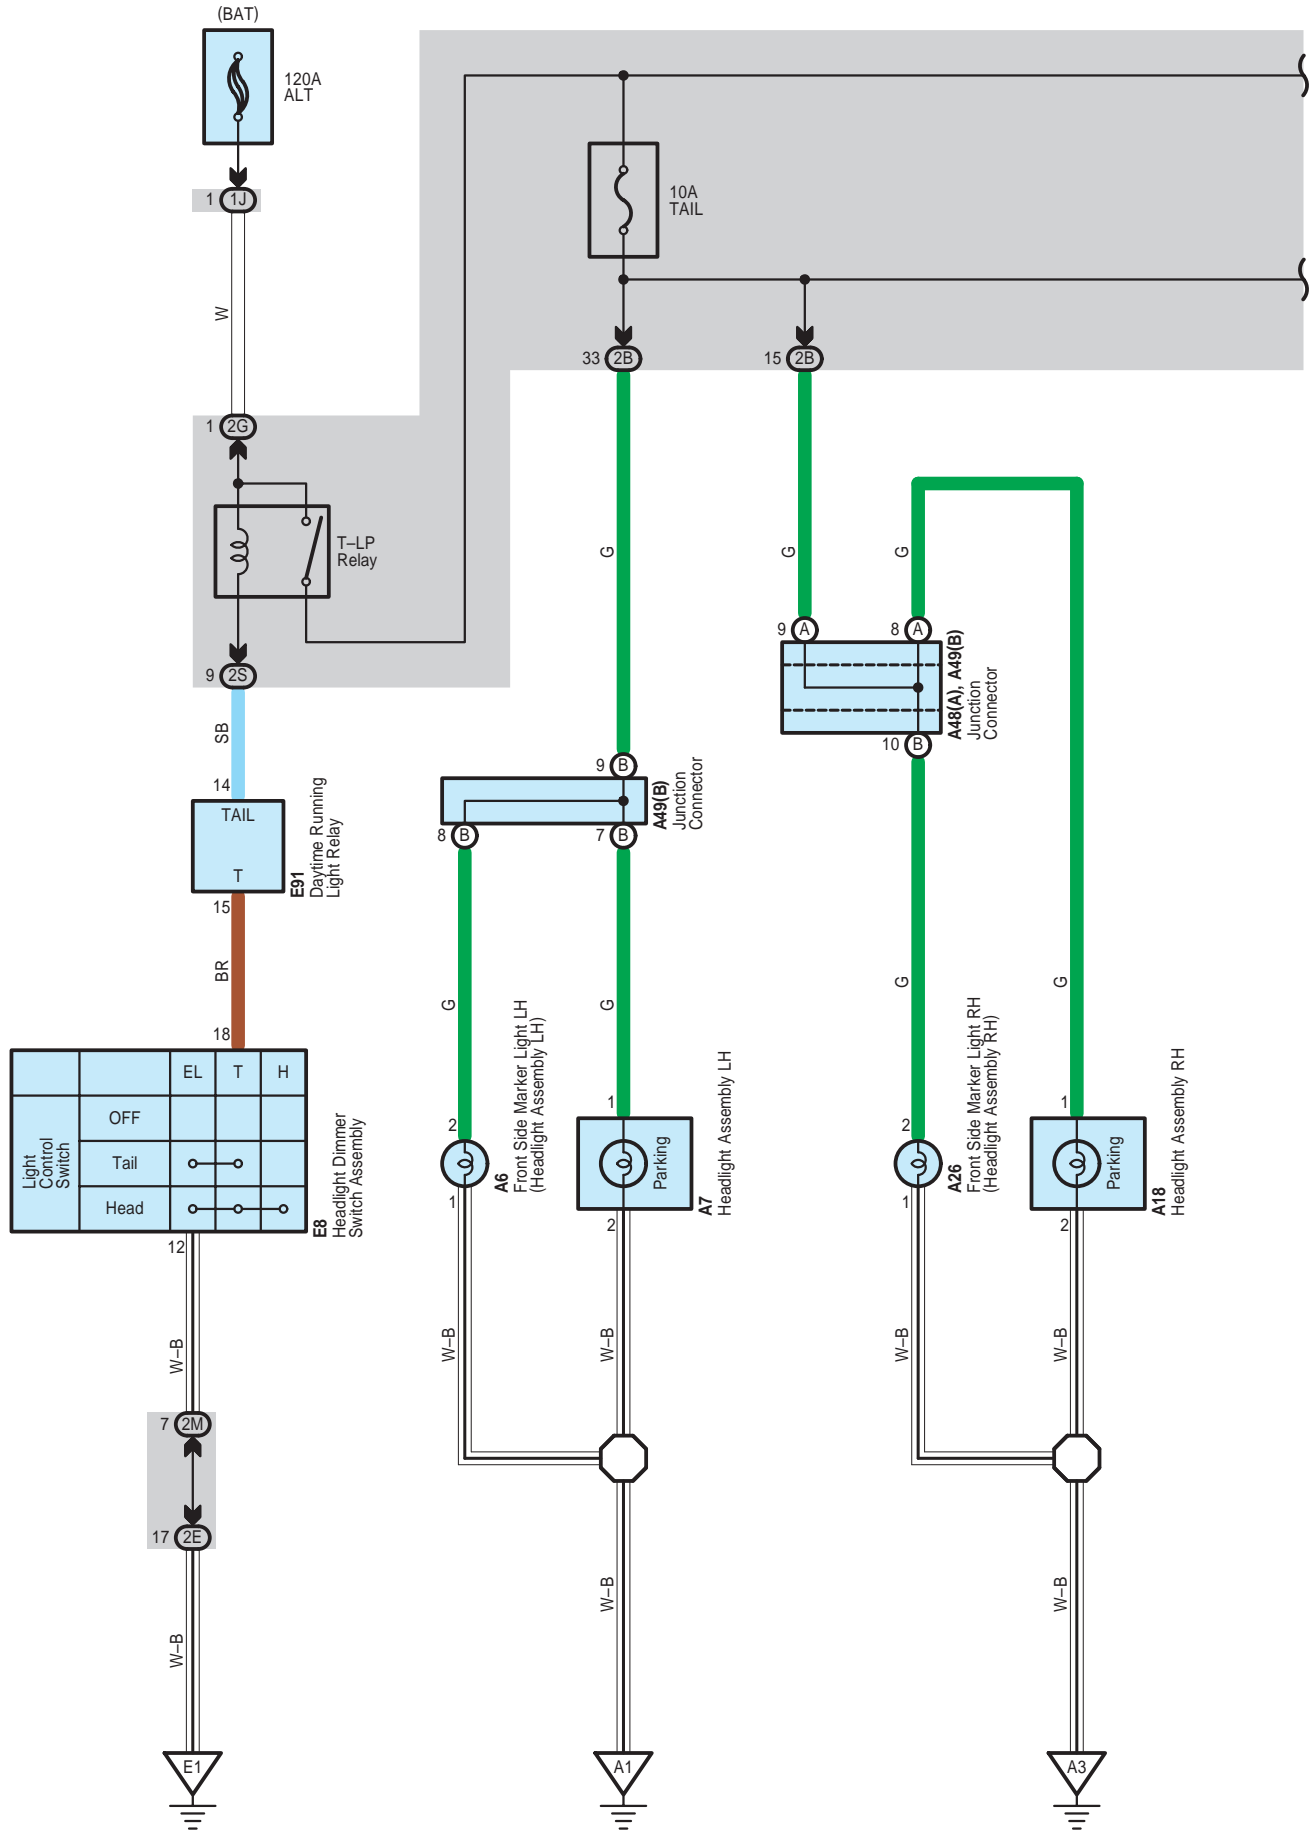 (BAT)
120A
ALT
1 1J
W
1 2G
T–LP
Relay
9 2S
SB
14
TAIL
T
E91
Daytime Running
Light Relay
15
BR
18
EL T H
OFF
Tail
Head
Light
Control
Switch
E8
Headlight Dimmer
Switch Assembly
12
W–B
7 2M
17 2E
W–B
E1
10A
TAIL
33 2B
15 2B
G
G
G
9 B
8 B
7 B
A49(B)
Junction
Connector
9 A
8 A
10 B
A48(A), A49(B)
Junction
Connector
G
G
G
G
2
1
A6
Front Side Marker Light LH
(Headlight Assembly LH)
1
Parking
2
A7
Headlight Assembly LH
2
1
A26
Front Side Marker Light RH
(Headlight Assembly RH)
1
Parking
2
A18
Headlight Assembly RH
W–B
W–B
W–B
W–B
W–B
W–B
A1
A3